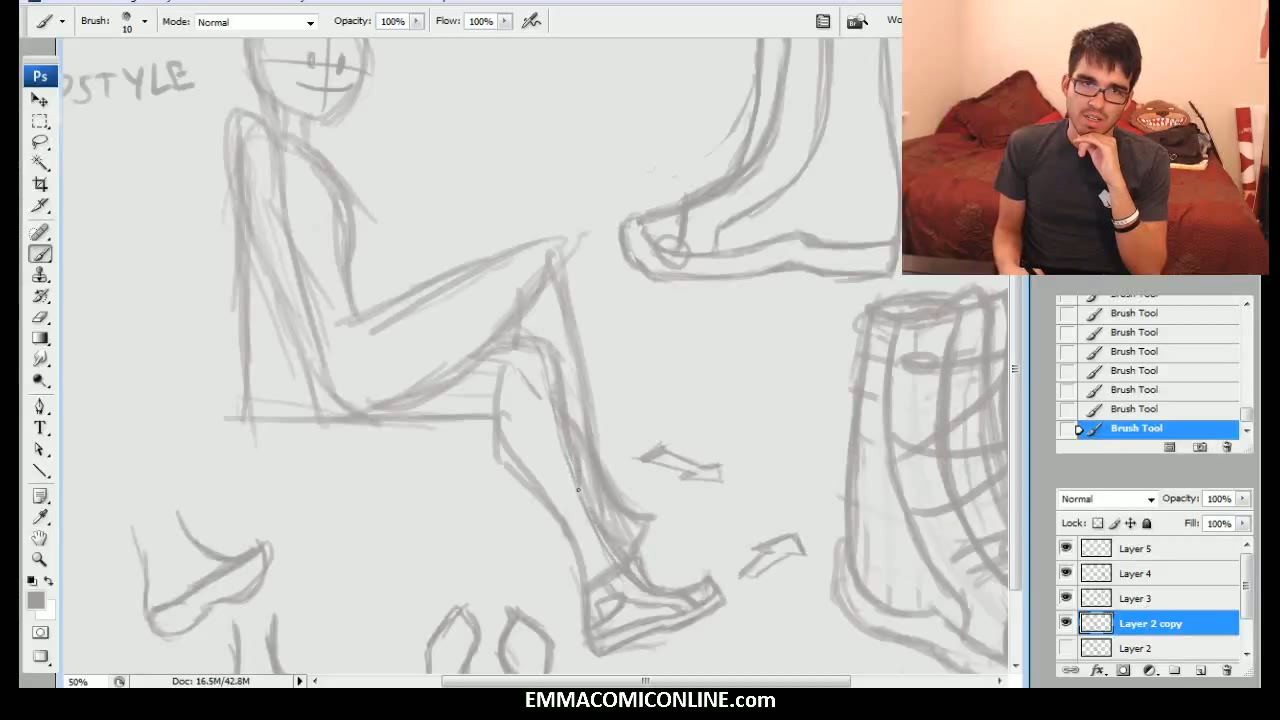 Brush: Mode: Normal Opacity: 100% Flow: 100%
10
Ps
Brush Tool
Brush Tool
Brush Tool
Brush Tool
Brush Tool
Brush Tool
Brush Tool
Normal Opacity: 100%
Lock: Fill: 100%
Layer 5
Layer 4
Layer 3
Layer 2 copy
Layer 2
50% Doc: 16.5M/42.8M
EMMACOMICONLINE.com